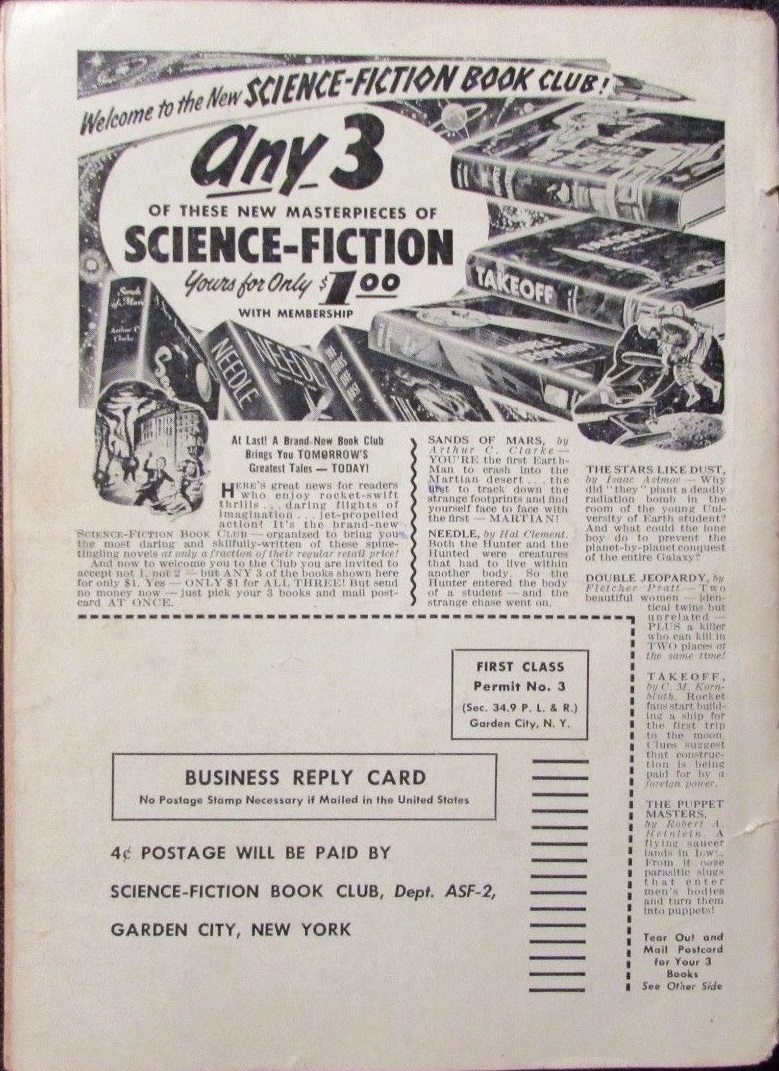 Welcome to the New SCIENCE-FICTION BOOK CLUB!
any 3
OF THESE NEW MASTERPIECES OF
SCIENCE-FICTION
Yours for Only $1.00
WITH MEMBERSHIP
TAKEOFF
Sands
of Mars
Arthur C.
Clarke
NEEDLE
NEEDLE
At Last! A Brand-New Book Club
Brings You TOMORROW'S
Greatest Tales — TODAY!
HERE'S great news for readers
who enjoy rocket-swift
thrills . . . daring flights of
imagination . . . jet-propelled
action! It's the brand-new
SCIENCE-FICTION BOOK CLUB — organized to bring you
the most daring and skillfully-written of these spine-
tingling novels at only a fraction of their regular retail price!
And now to welcome you to the Club you are invited to
accept not 1, not 2 — but ANY 3 of the books shown here
for only $1. Yes — ONLY $1 for ALL THREE! But send
no money now — just pick your 3 books and mail post-
card AT ONCE.
SANDS OF MARS, by
Arthur C. Clarke —
YOU'RE the first Earth-
Man to crash into the
Martian desert . . . the
first to track down the
strange footprints and find
yourself face to face with
the first — MARTIAN!
NEEDLE, by Hal Clement.
Both the Hunter and the
Hunted were creatures
that had to live within
another body. So the
Hunter entered the body
of a student — and the
strange chase went on.
THE STARS LIKE DUST,
by Isaac Asimov — Why
did "they" plant a deadly
radiation bomb in the
room of the young Uni-
versity of Earth student?
And what could the lone
boy do to prevent the
planet-by-planet conquest
of the entire Galaxy?
DOUBLE JEOPARDY, by
Fletcher Pratt — Two
beautiful women — iden-
tical twins but
unrelated —
PLUS a killer
who can kill in
TWO places at
the same time!
TAKEOFF,
by C. M. Korn-
bluth. Rocket
fans start build-
ing a ship for
the first trip
to the moon.
Clues suggest
that construc-
tion is being
paid for by a
foreign power.
THE PUPPET
MASTERS,
by Robert A.
Heinlein. A
flying saucer
lands in Iowa.
From it ooze
parasitic slugs
that enter
men's bodies
and turn them
into puppets!
Tear Out and
Mail Postcard
for Your 3
Books
See Other Side
FIRST CLASS
Permit No. 3
(Sec. 34.9 P. L. & R.)
Garden City, N. Y.
BUSINESS REPLY CARD
No Postage Stamp Necessary if Mailed in the United States
4¢ POSTAGE WILL BE PAID BY
SCIENCE-FICTION BOOK CLUB, Dept. ASF-2,
GARDEN CITY, NEW YORK